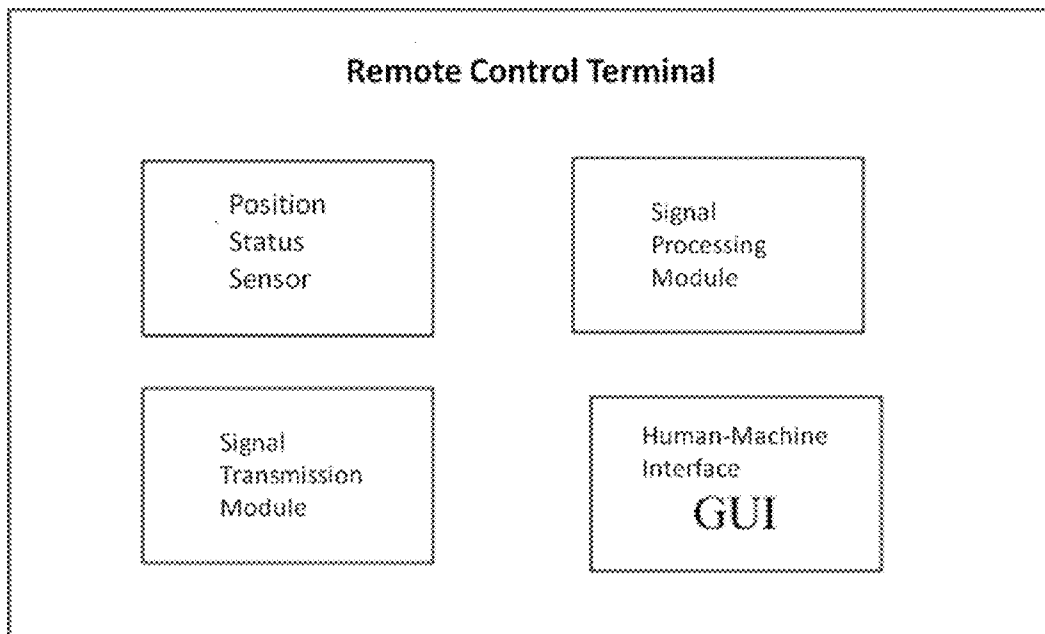 Remote Control Terminal
Position
Status
Sensor
Signal
Processing
Module
Signal
Transmission
Module
Human-Machine
Interface
GUI